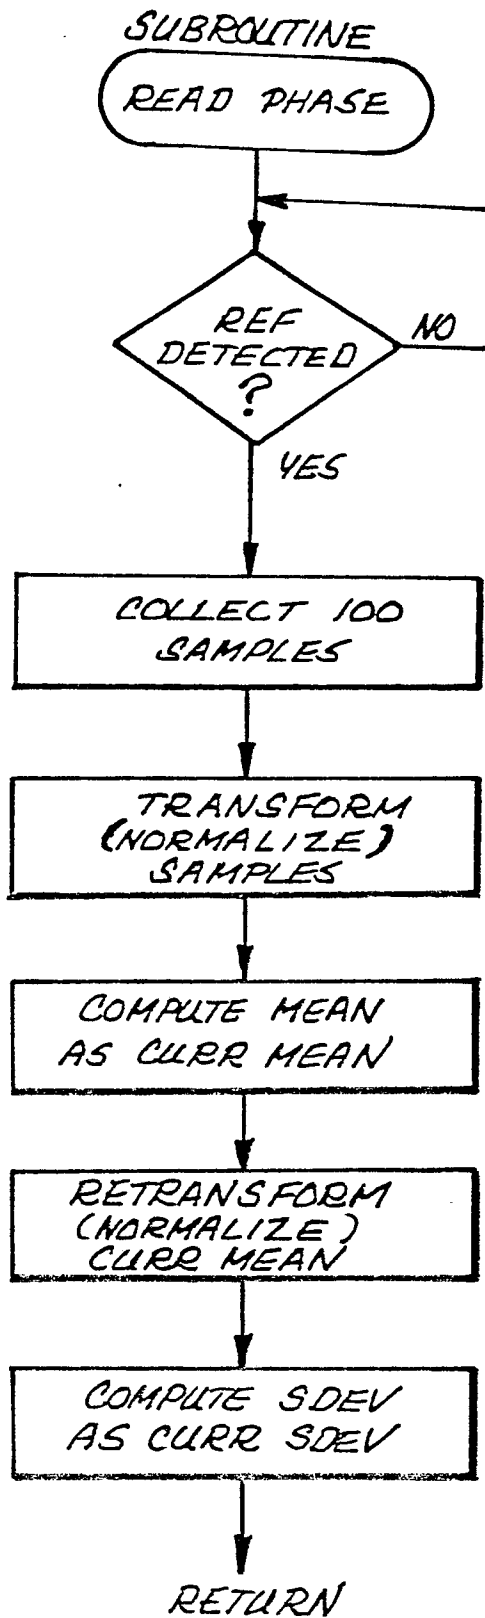 SUBROUTINE
READ PHASE
REF
DETECTED
?
NO
YES
COLLECT 100
SAMPLES
TRANSFORM
(NORMALIZE)
SAMPLES
COMPUTE MEAN
AS CURR MEAN
RETRANSFORM
(NORMALIZE)
CURR MEAN
COMPUTE SDEV
AS CURR SDEV
RETURN